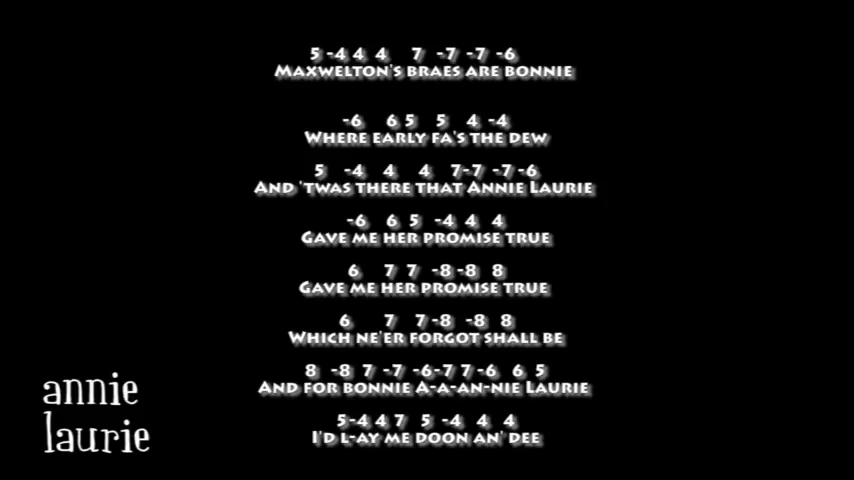 5 -4 4 4 7 -7 -7 -6
Maxwelton's braes are bonnie
-6 6 5 5 4 -4
Where early fa's the dew
5 -4 4 4 7-7 -7 -6
And 'twas there that Annie Laurie
-6 6 5 -4 4 4
Gave me her promise true
6 7 7 -8 -8 8
Gave me her promise true
6 7 7 -8 -8 8
Which ne'er forgot shall be
8 -8 7 -7 -6-7 7 -6 6 5
And for bonnie A-a-an-nie Laurie
5-4 4 7 5 -4 4 4
I'd l-ay me doon an' dee
annie
laurie